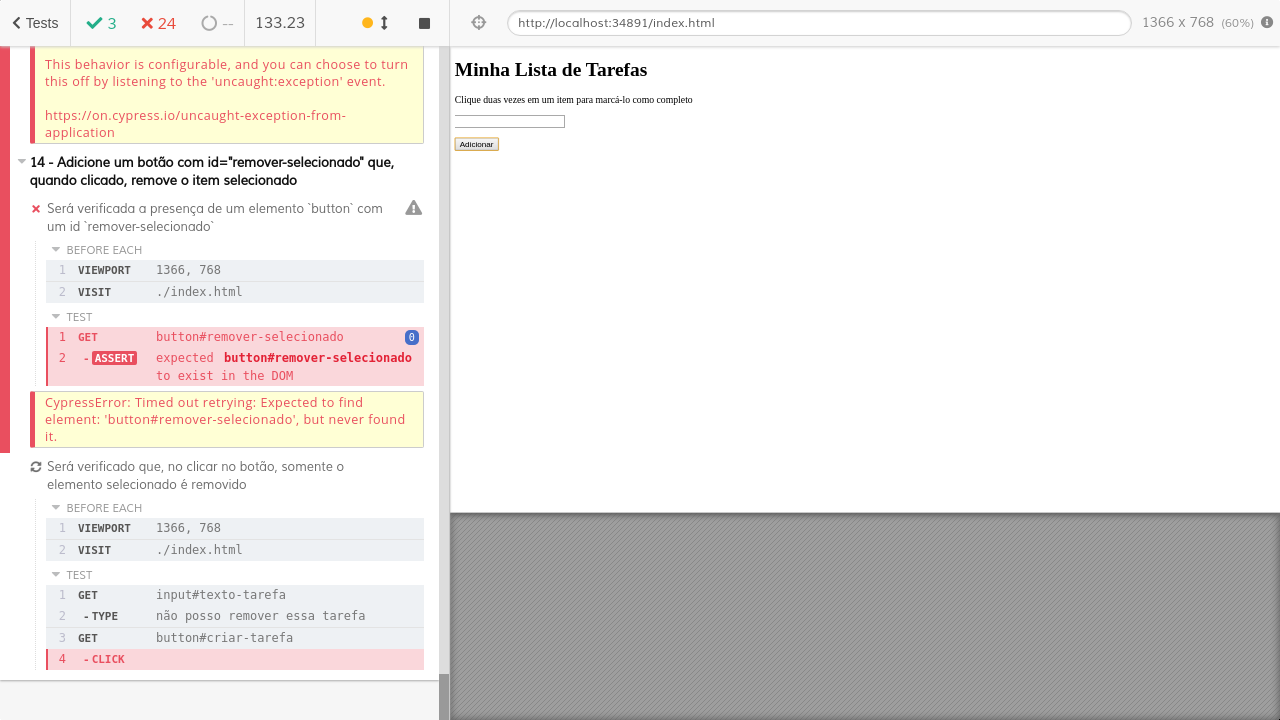 Tests
3
24
--
133.23
http://localhost:34891/index.html
1366 x 768 (60%)
This behavior is configurable, and you can choose to turn
this off by listening to the 'uncaught:exception' event.
https://on.cypress.io/uncaught-exception-from-
application
14 - Adicione um botão com id="remover-selecionado" que,
quando clicado, remove o item selecionado
Será verificada a presença de um elemento `button` com
um id `remover-selecionado`
BEFORE EACH
1 VIEWPORT 1366, 768
2 VISIT ./index.html
TEST
1 GET button#remover-selecionado 0
2 -ASSERT expected button#remover-selecionado
to exist in the DOM
CypressError: Timed out retrying: Expected to find
element: 'button#remover-selecionado', but never found
it.
Será verificado que, no clicar no botão, somente o
elemento selecionado é removido
BEFORE EACH
1 VIEWPORT 1366, 768
2 VISIT ./index.html
TEST
1 GET input#texto-tarefa
2 -TYPE não posso remover essa tarefa
3 GET button#criar-tarefa
4 -CLICK
Minha Lista de Tarefas
Clique duas vezes em um item para marcá-lo como completo
Adicionar